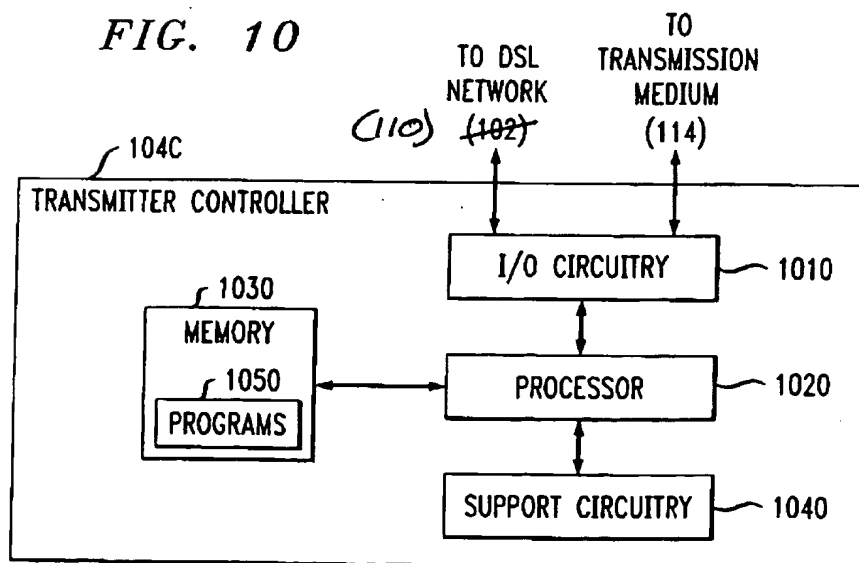 FIG. 10
TO DSL
NETWORK
(110) (102)
TO
TRANSMISSION
MEDIUM
(114)
104C
TRANSMITTER CONTROLLER
I/O CIRCUITRY
1010
1030
MEMORY
1050
PROGRAMS
PROCESSOR
1020
SUPPORT CIRCUITRY
1040